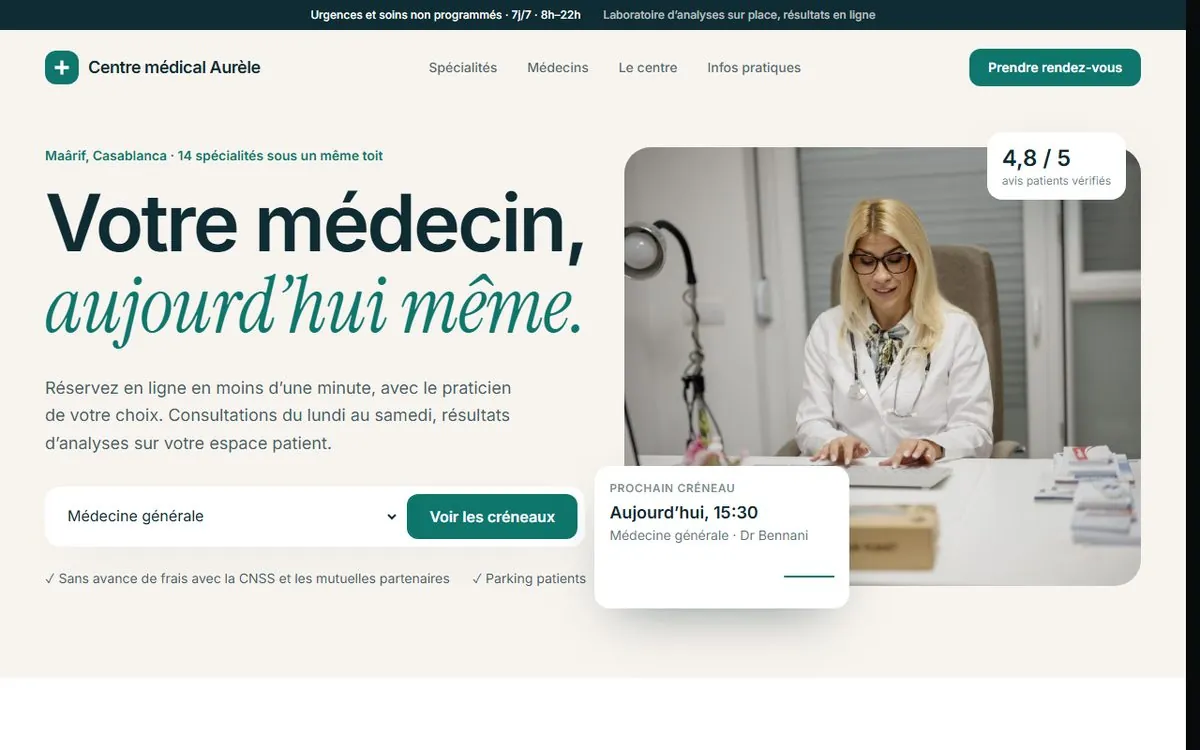 Urgences et soins non programmés · 7j/7 · 8h–22h
Laboratoire d’analyses sur place, résultats en ligne
Centre médical Aurèle
Spécialités
Médecins
Le centre
Infos pratiques
Prendre rendez-vous
Maârif, Casablanca · 14 spécialités sous un même toit
Votre médecin,
aujourd’hui même.
Réservez en ligne en moins d’une minute, avec le praticien
de votre choix. Consultations du lundi au samedi, résultats
d’analyses sur votre espace patient.
Médecine générale
Voir les créneaux
✓ Sans avance de frais avec la CNSS et les mutuelles partenaires
✓ Parking patients
4,8 / 5
avis patients vérifiés
PROCHAIN CRÉNEAU
Aujourd’hui, 15:30
Médecine générale · Dr Bennani